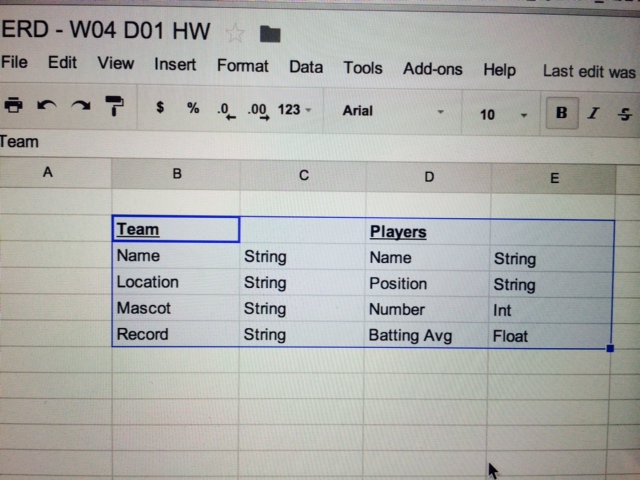 ERD - W04 D01 HW
File Edit View Insert Format Data Tools Add-ons Help Last edit was
$ % .0 .00 123 Arial 10 B I S
Team
A B C D E
Team Players
Name String Name String
Location String Position String
Mascot String Number Int
Record String Batting Avg Float